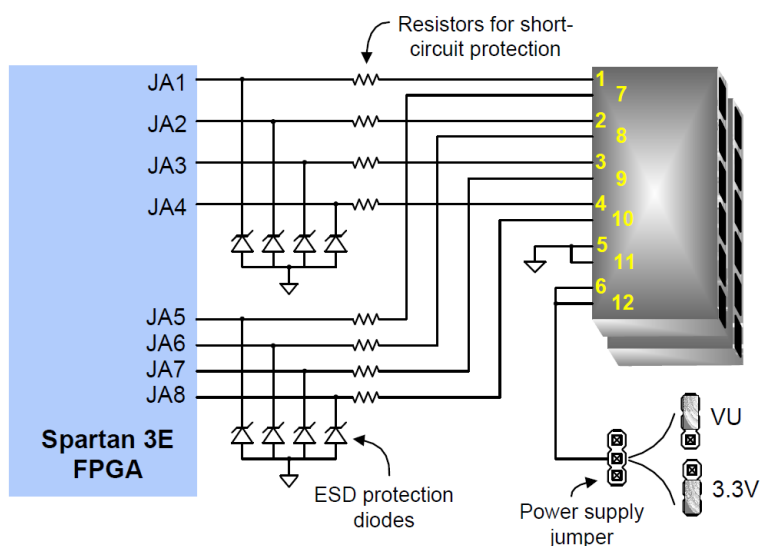 Resistors for short-
circuit protection
JA1
JA2
JA3
JA4
JA5
JA6
JA7
JA8
Spartan 3E
FPGA
1
7
2
8
3
9
4
10
5
11
6
12
ESD protection
diodes
Power supply
jumper
VU
3.3V